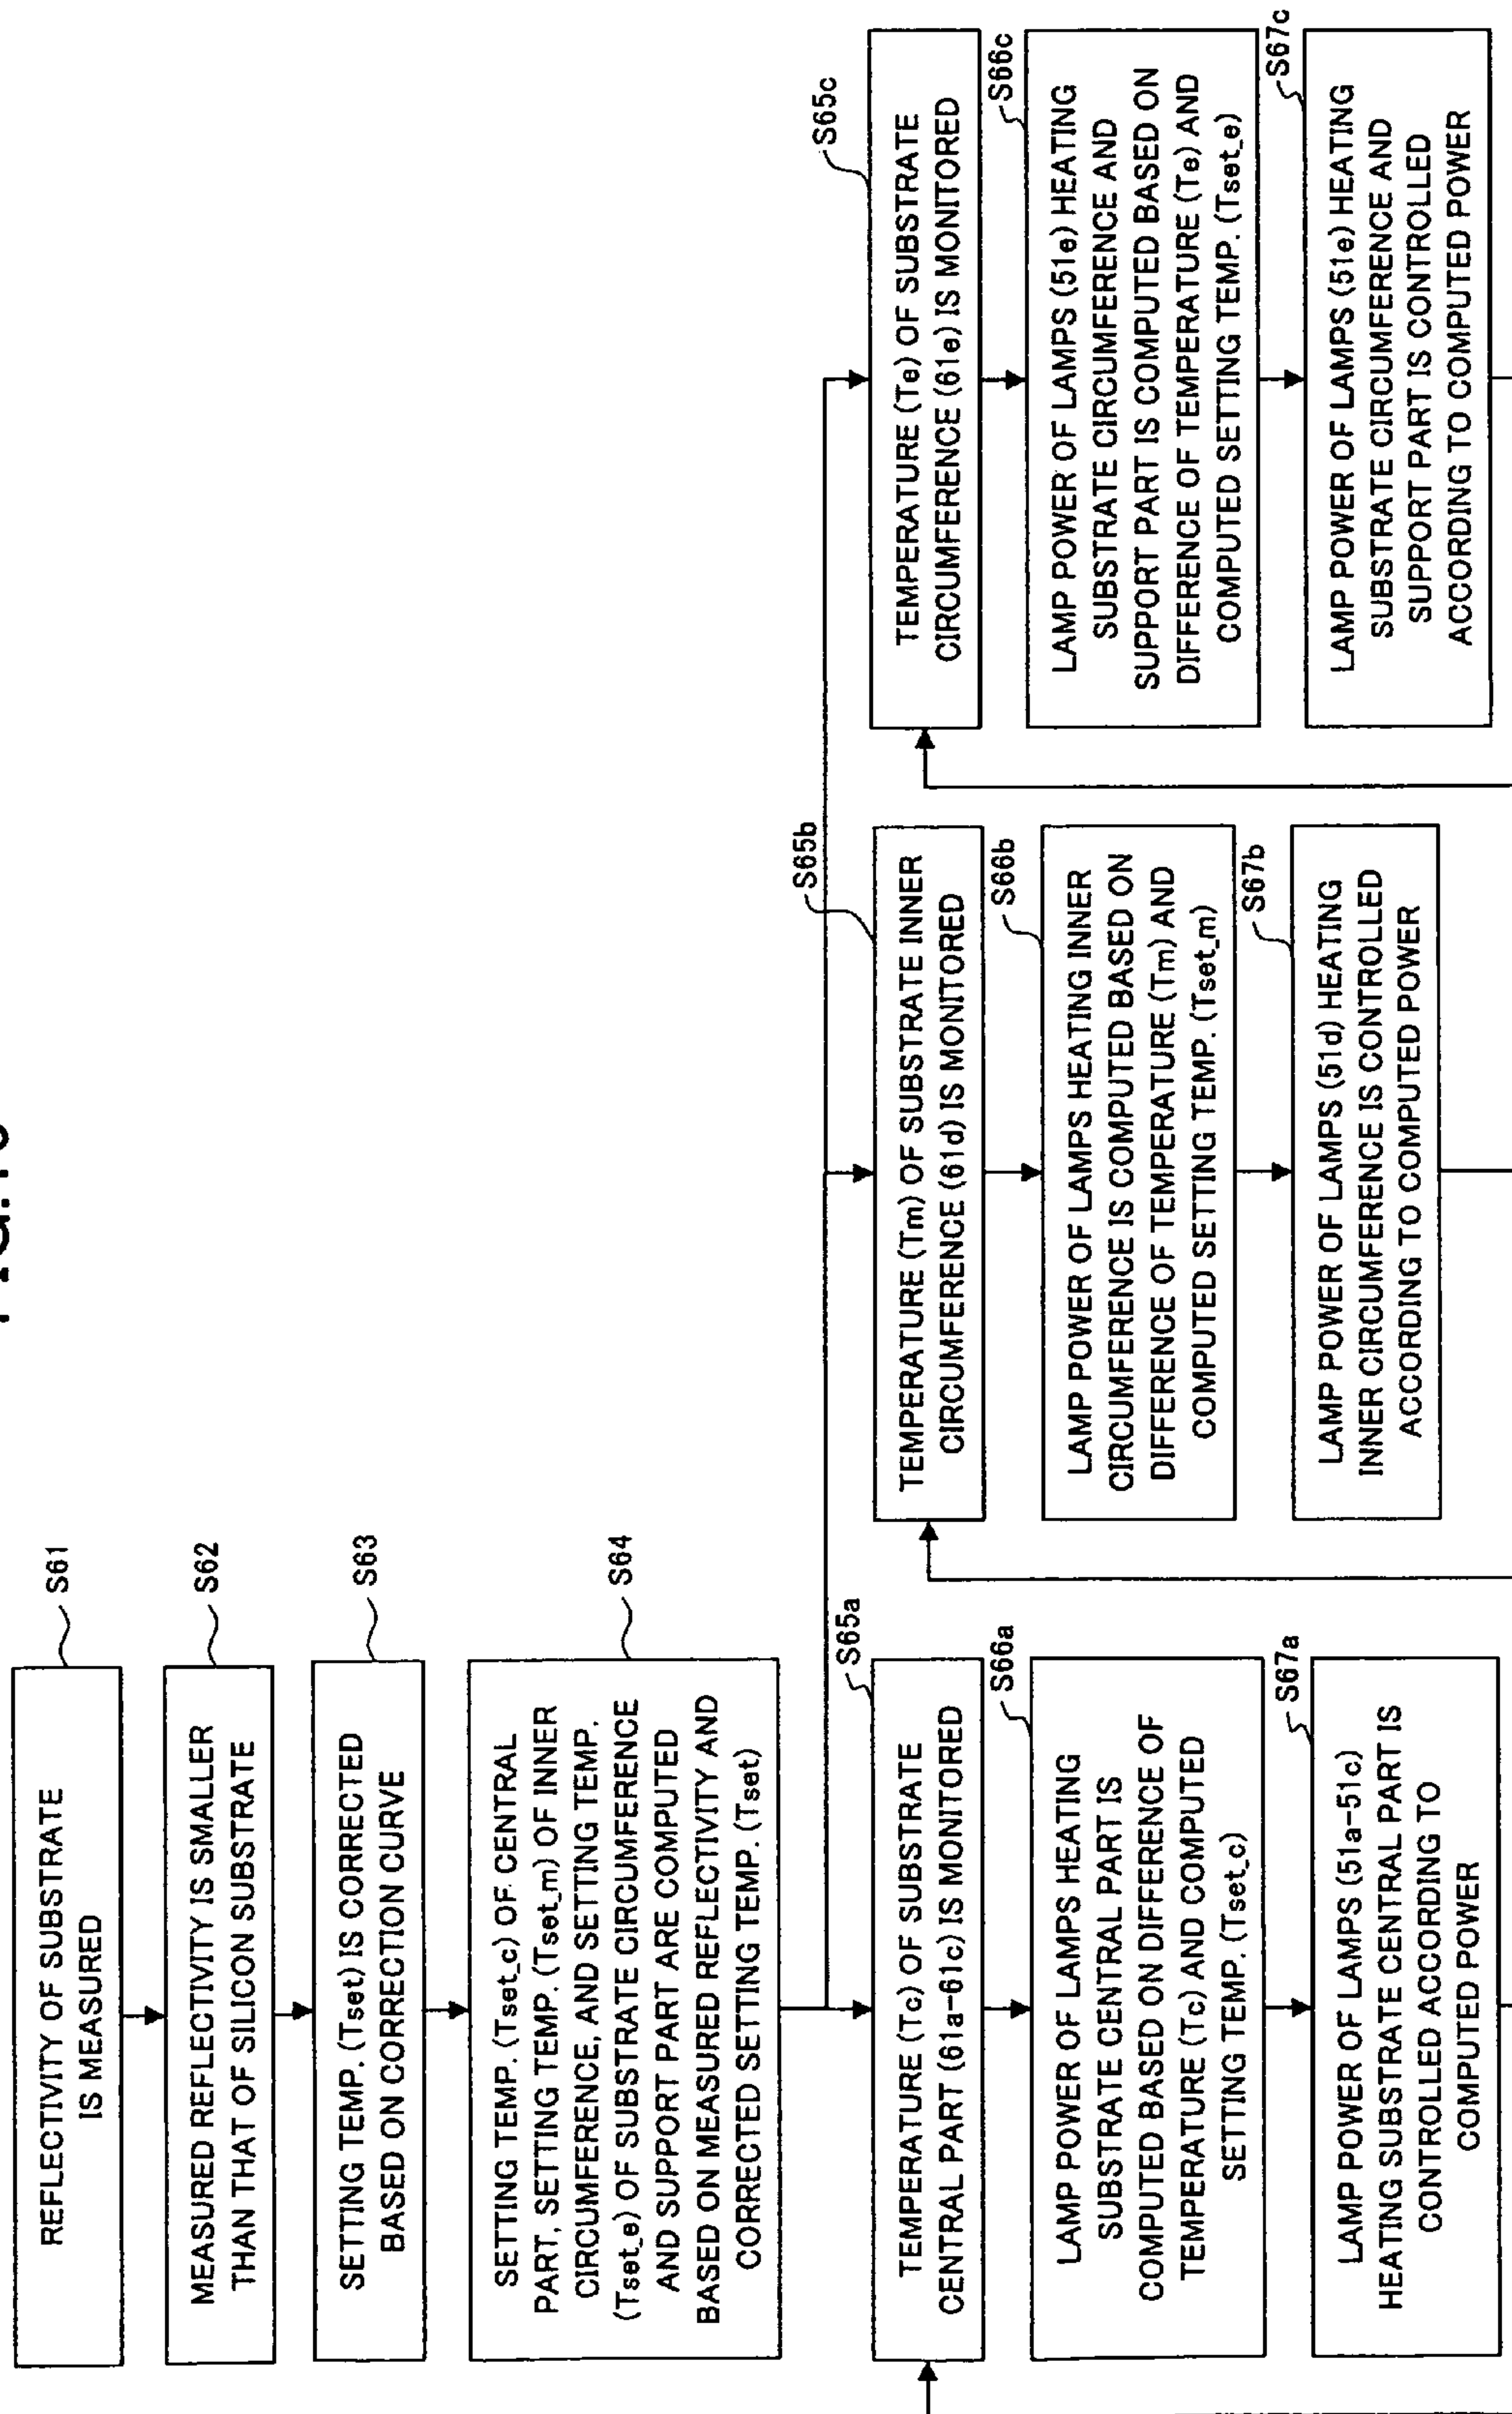 REFLECTIVITY OF SUBSTRATE
IS MEASURED
S61
MEASURED REFLECTIVITY IS SMALLER
THAN THAT OF SILICON SUBSTRATE
S62
SETTING TEMP. (Tset) IS CORRECTED
BASED ON CORRECTION CURVE
S63
SETTING TEMP. (Tset_c) OF CENTRAL
PART, SETTING TEMP. (Tset_m) OF INNER
CIRCUMFERENCE, AND SETTING TEMP.
(Tset_e) OF SUBSTRATE CIRCUMFERENCE
AND SUPPORT PART ARE COMPUTED
BASED ON MEASURED REFLECTIVITY AND
CORRECTED SETTING TEMP. (Tset)
S64
S65a
TEMPERATURE (Tc) OF SUBSTRATE
CENTRAL PART (61a-61c) IS MONITORED
S66a
LAMP POWER OF LAMPS HEATING
SUBSTRATE CENTRAL PART IS
COMPUTED BASED ON DIFFERENCE OF
TEMPERATURE (Tc) AND COMPUTED
SETTING TEMP. (Tset_c)
S67a
LAMP POWER OF LAMPS (51a-51c)
HEATING SUBSTRATE CENTRAL PART IS
CONTROLLED ACCORDING TO
COMPUTED POWER
S65b
TEMPERATURE (Tm) OF SUBSTRATE INNER
CIRCUMFERENCE (61d) IS MONITORED
S66b
LAMP POWER OF LAMPS HEATING INNER
CIRCUMFERENCE IS COMPUTED BASED ON
DIFFERENCE OF TEMPERATURE (Tm) AND
COMPUTED SETTING TEMP. (Tset_m)
S67b
LAMP POWER OF LAMPS (51d) HEATING
INNER CIRCUMFERENCE IS CONTROLLED
ACCORDING TO COMPUTED POWER
S65c
TEMPERATURE (Te) OF SUBSTRATE
CIRCUMFERENCE (61e) IS MONITORED
S66c
LAMP POWER OF LAMPS (51e) HEATING
SUBSTRATE CIRCUMFERENCE AND
SUPPORT PART IS COMPUTED BASED ON
DIFFERENCE OF TEMPERATURE (Te) AND
COMPUTED SETTING TEMP. (Tset_e)
S67c
LAMP POWER OF LAMPS (51e) HEATING
SUBSTRATE CIRCUMFERENCE AND
SUPPORT PART IS CONTROLLED
ACCORDING TO COMPUTED POWER